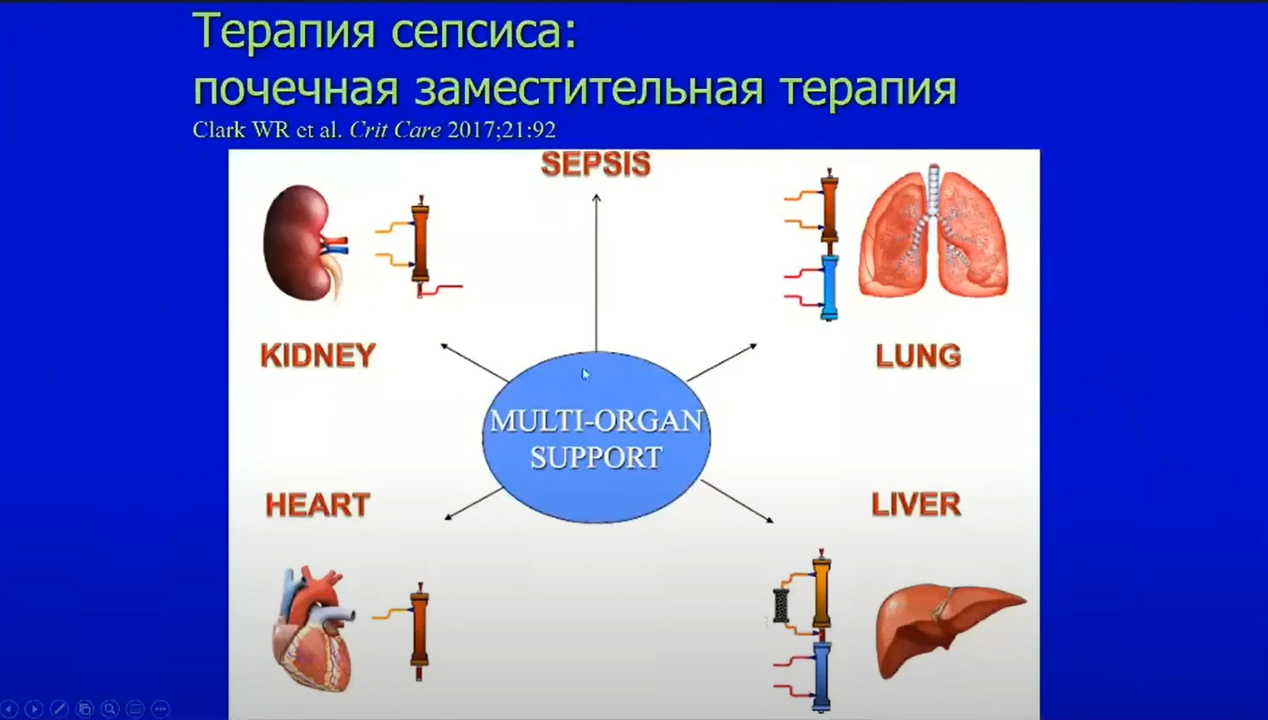 Терапия сепсиса:
почечная заместительная терапия
Clark WR et al. Crit Care 2017;21:92
SEPSIS
KIDNEY
LUNG
MULTI-ORGAN
SUPPORT
HEART
LIVER